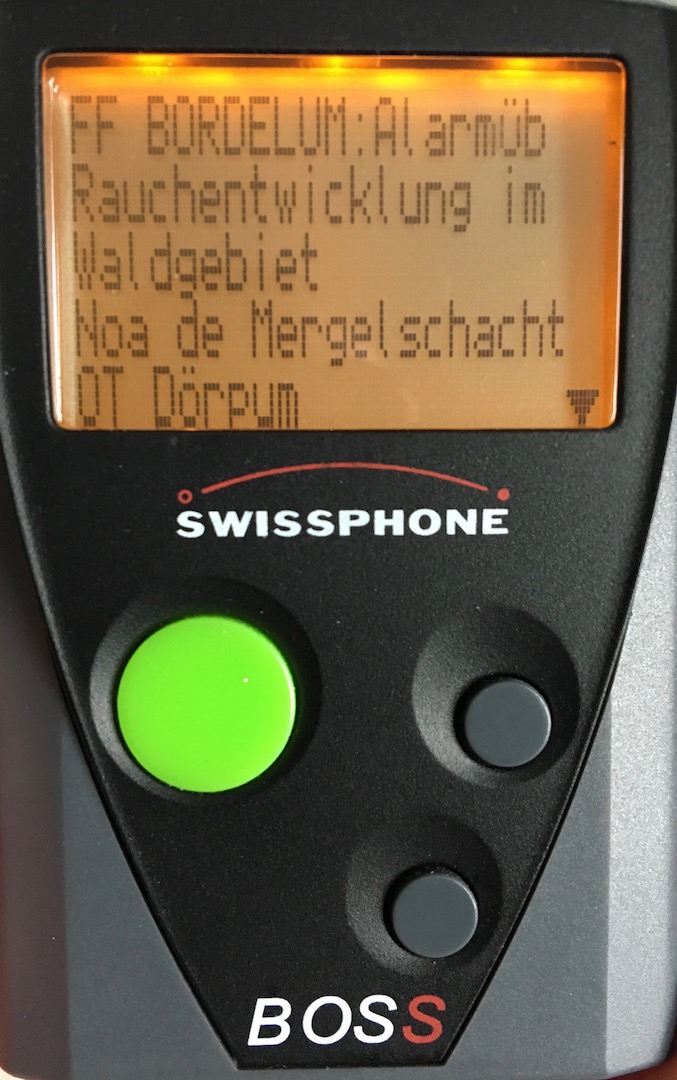 FF BORDELUM:Alarmüb
Rauchentwicklung im
Waldgebiet
Noa de Mergelschacht
OT Dörpum
SWISSPHONE
BOSS